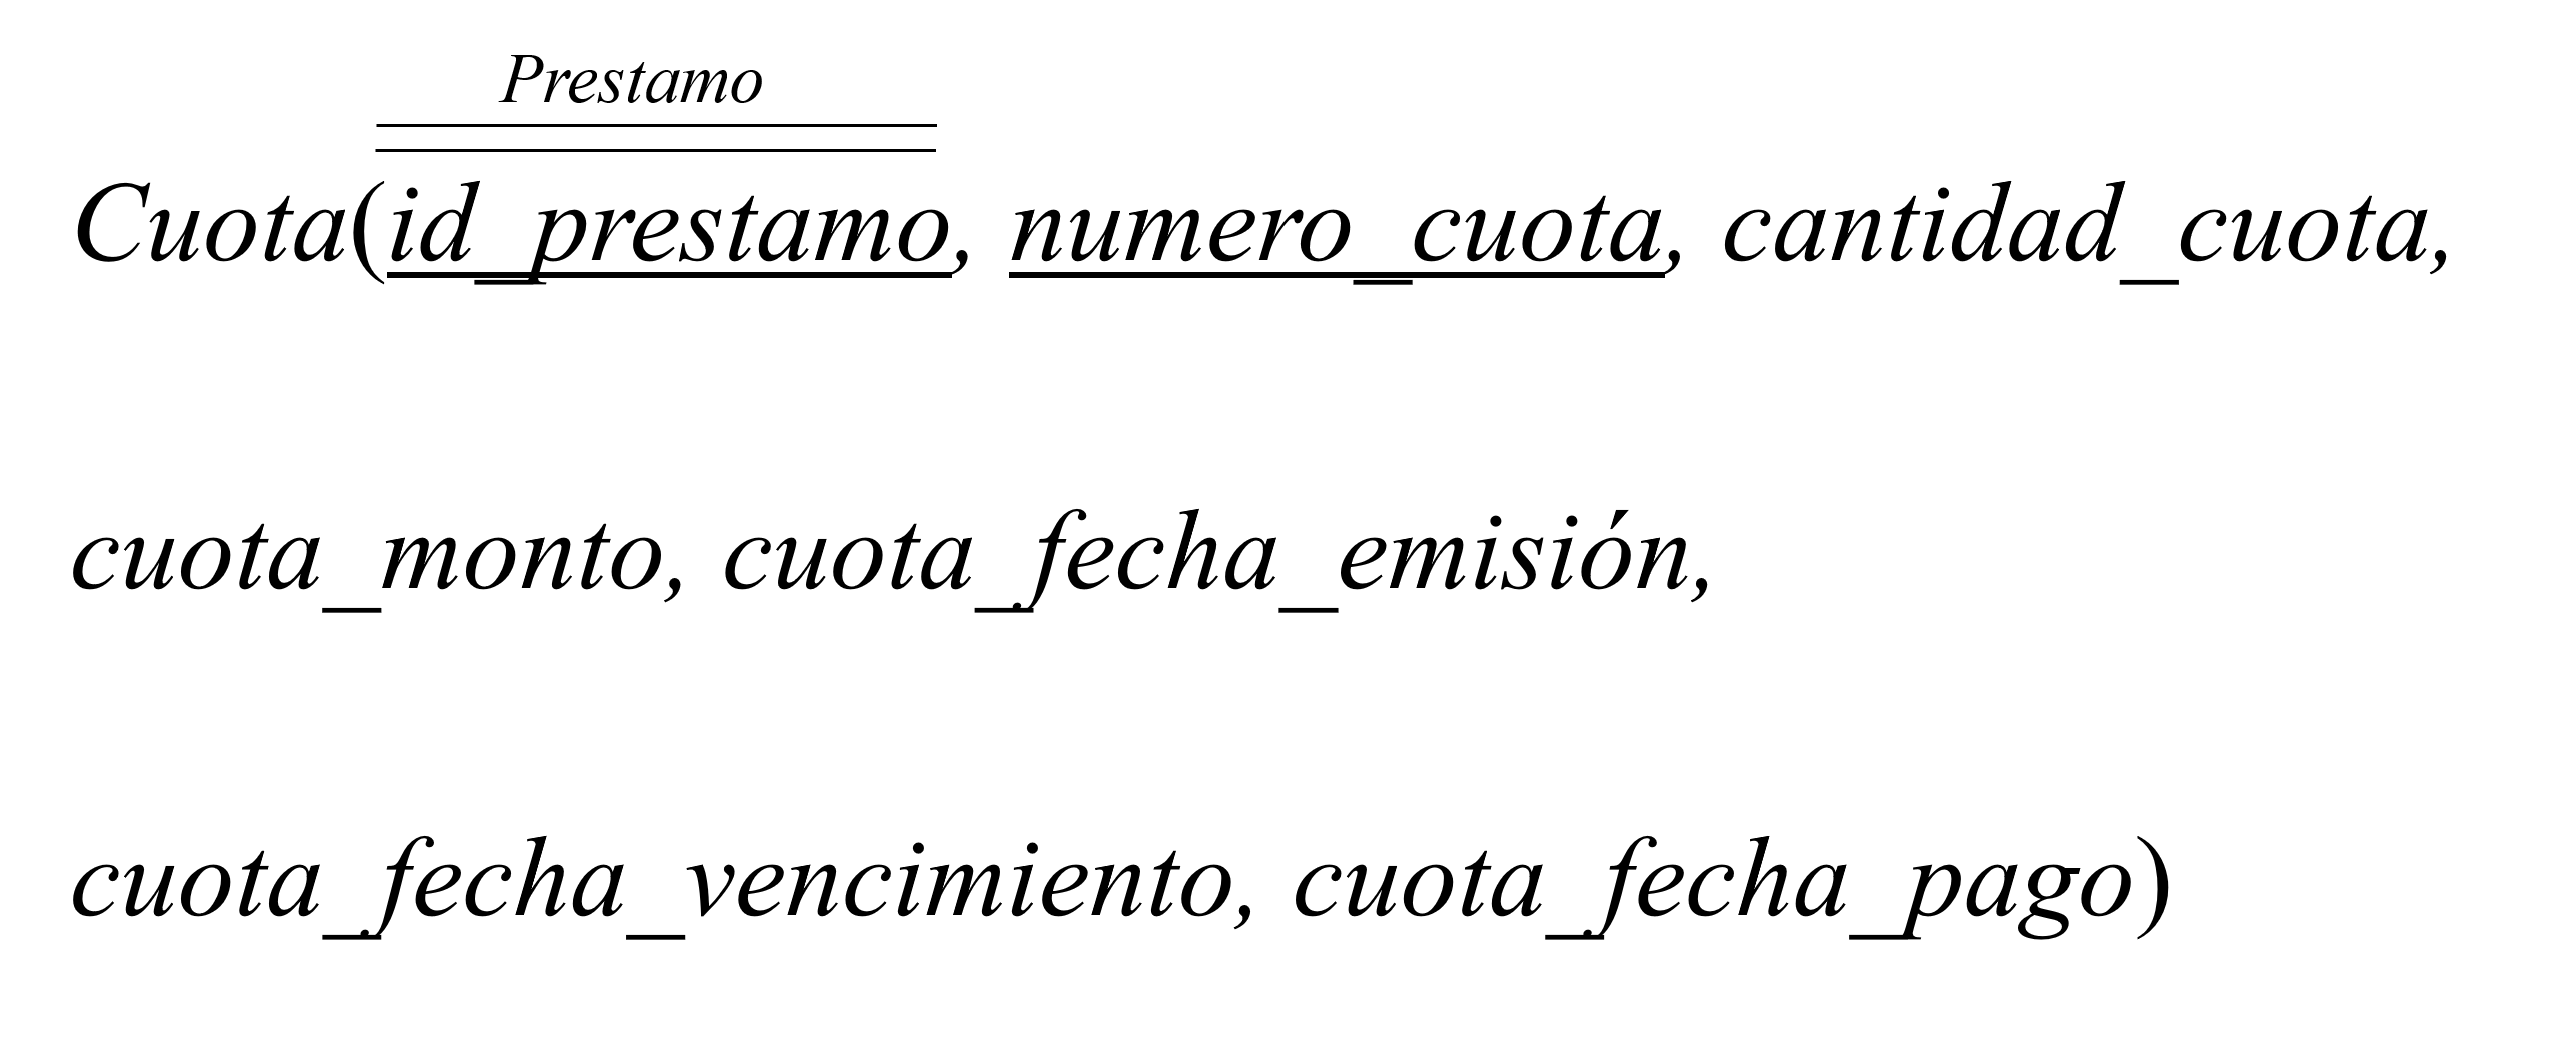 Prestamo
Cuota(id_prestamo, numero_cuota, cantidad_cuota,
cuota_monto, cuota_fecha_emisión,
cuota_fecha_vencimiento, cuota_fecha_pago)